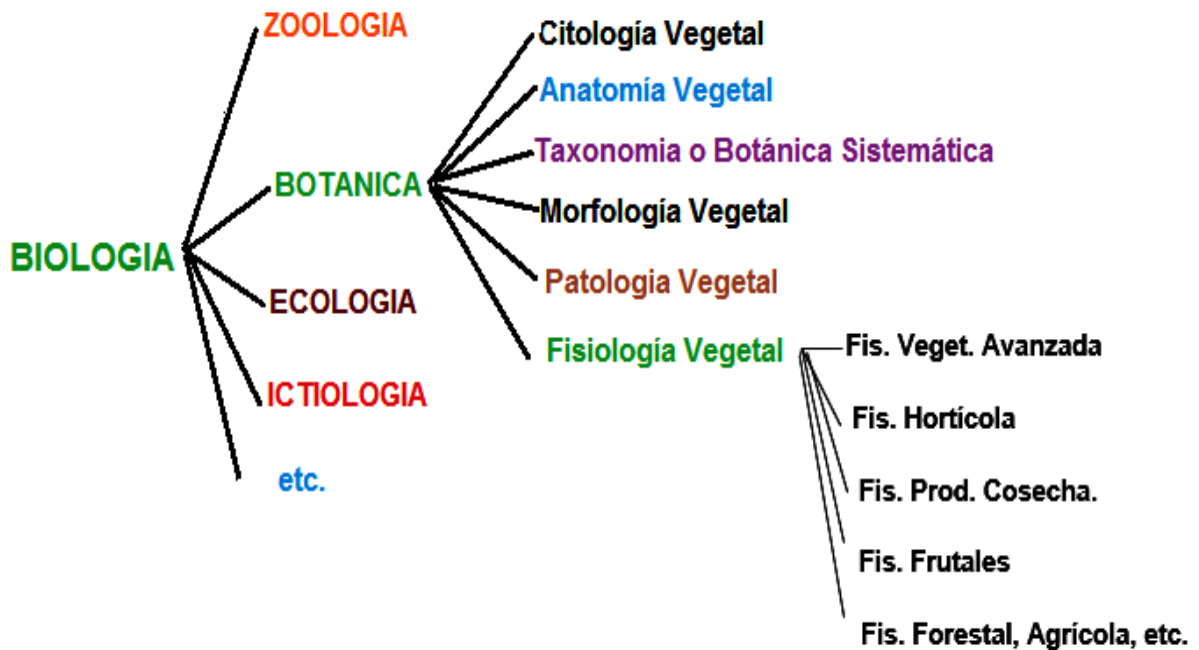 BIOLOGIA
ZOOLOGIA
BOTANICA
ECOLOGIA
ICTIOLOGIA
etc.
Citología Vegetal
Anatomía Vegetal
Taxonomia o Botánica Sistemática
Morfología Vegetal
Patologia Vegetal
Fisiología Vegetal
Fis. Veget. Avanzada
Fis. Hortícola
Fis. Prod. Cosecha.
Fis. Frutales
Fis. Forestal, Agrícola, etc.